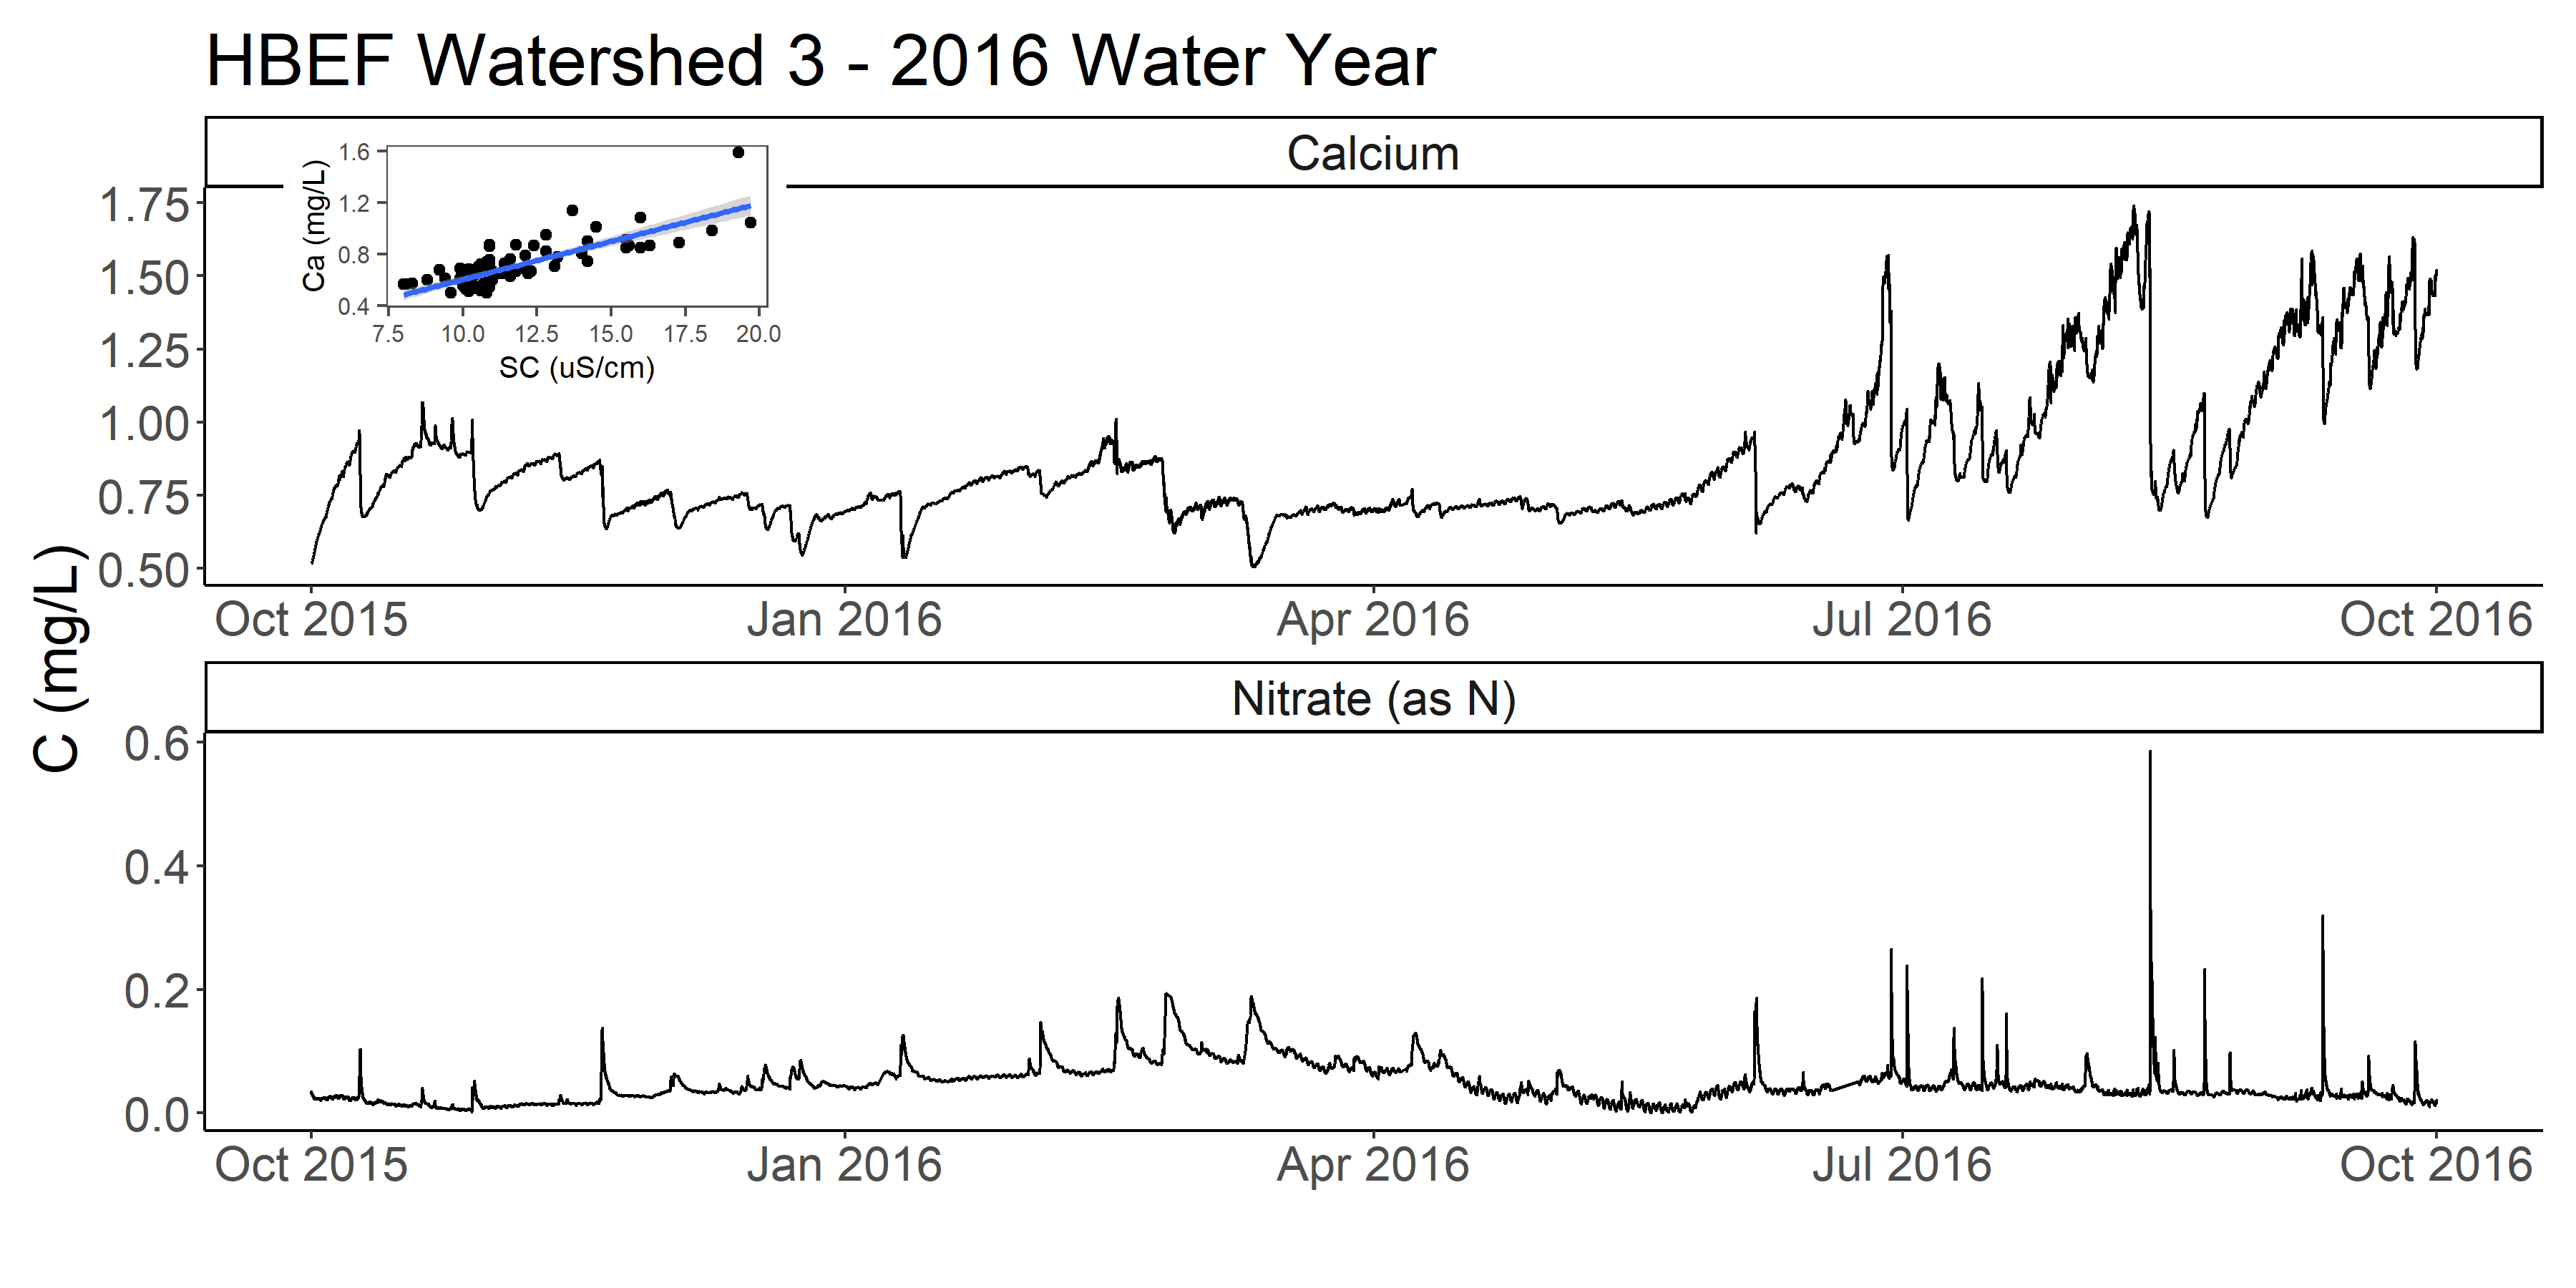 HBEF Watershed 3 - 2016 Water Year
Calcium
Ca (mg/L)
1.6
1.2
0.8
0.4
7.5 10.0 12.5 15.0 17.5 20.0
SC (uS/cm)
1.75
1.50
1.25
1.00
0.75
0.50
Oct 2015 Jan 2016 Apr 2016 Jul 2016 Oct 2016
C (mg/L)
Nitrate (as N)
0.6
0.4
0.2
0.0
Oct 2015 Jan 2016 Apr 2016 Jul 2016 Oct 2016